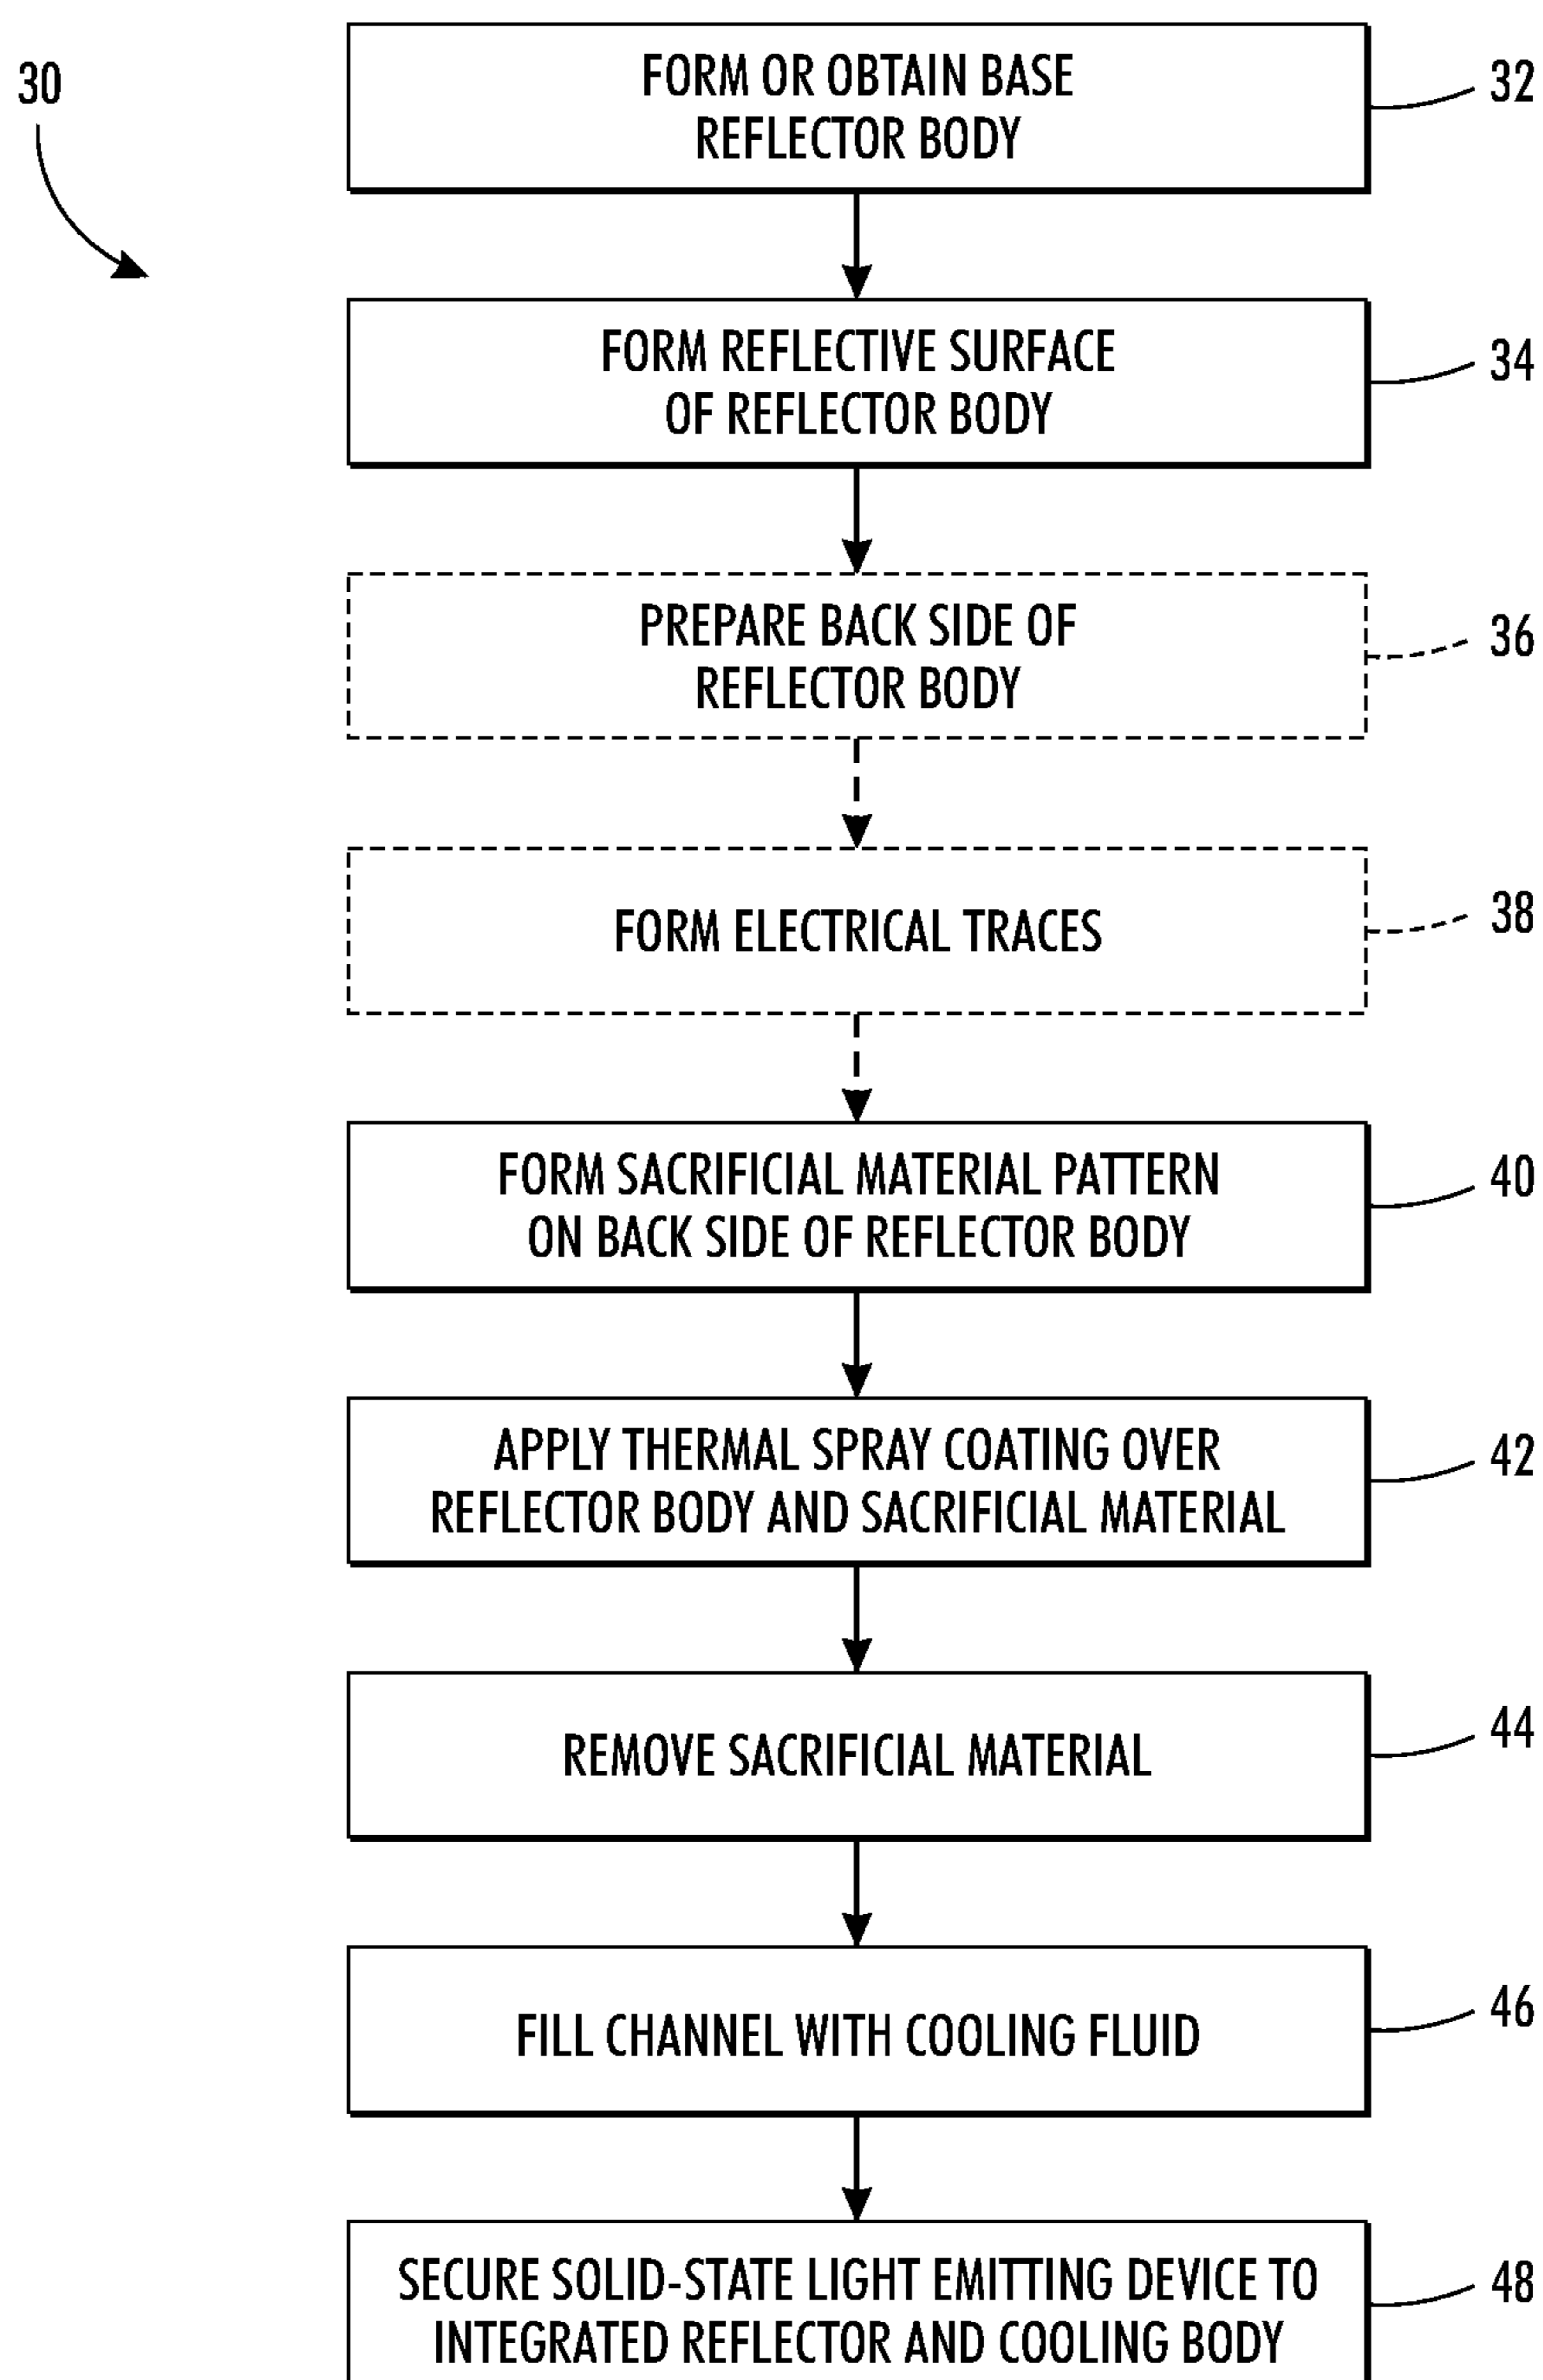 30
FORM OR OBTAIN BASE
REFLECTOR BODY
32
FORM REFLECTIVE SURFACE
OF REFLECTOR BODY
34
PREPARE BACK SIDE OF
REFLECTOR BODY
36
FORM ELECTRICAL TRACES
38
FORM SACRIFICIAL MATERIAL PATTERN
ON BACK SIDE OF REFLECTOR BODY
40
APPLY THERMAL SPRAY COATING OVER
REFLECTOR BODY AND SACRIFICIAL MATERIAL
42
REMOVE SACRIFICIAL MATERIAL
44
FILL CHANNEL WITH COOLING FLUID
46
SECURE SOLID-STATE LIGHT EMITTING DEVICE TO
INTEGRATED REFLECTOR AND COOLING BODY
48